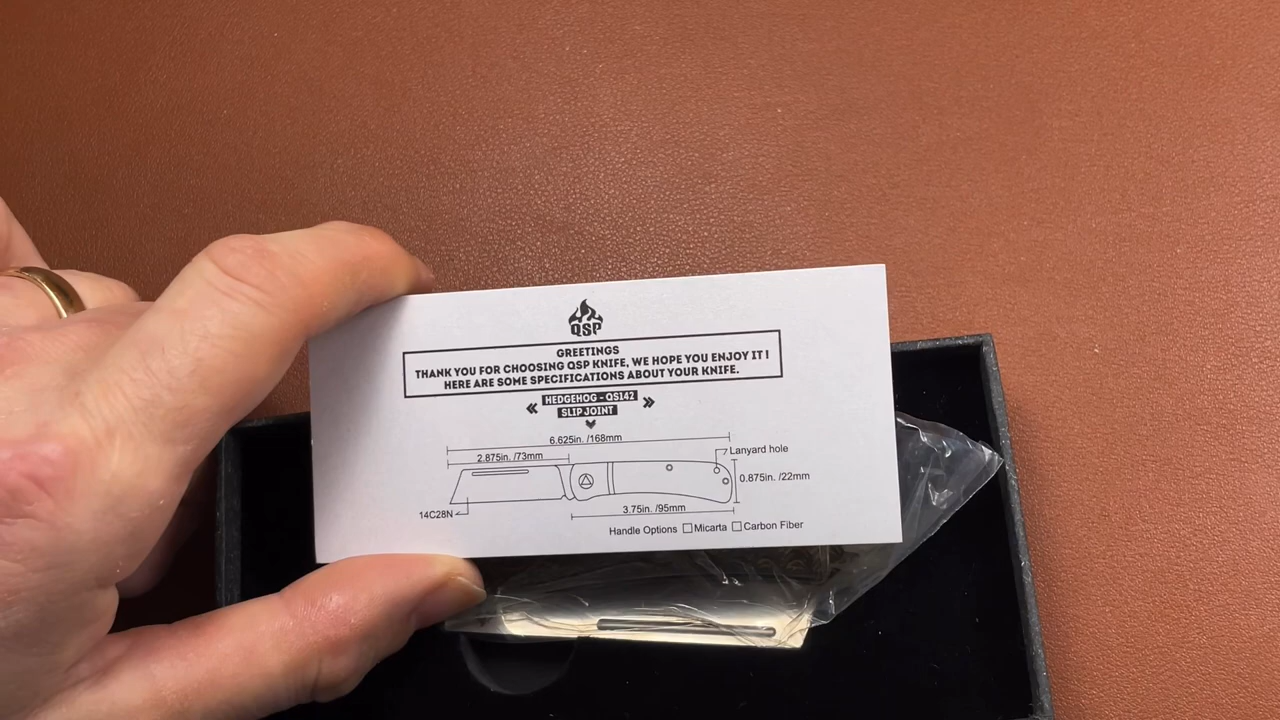 QSP
GREETINGS
THANK YOU FOR CHOOSING QSP KNIFE, WE HOPE YOU ENJOY IT !
HERE ARE SOME SPECIFICATIONS ABOUT YOUR KNIFE.
HEDGEHOG - QS142
SLIP JOINT
6.625in. /168mm
2.875in. /73mm
Lanyard hole
0.875in. /22mm
3.75in. /95mm
14C28N
Handle Options □Micarta □Carbon Fiber